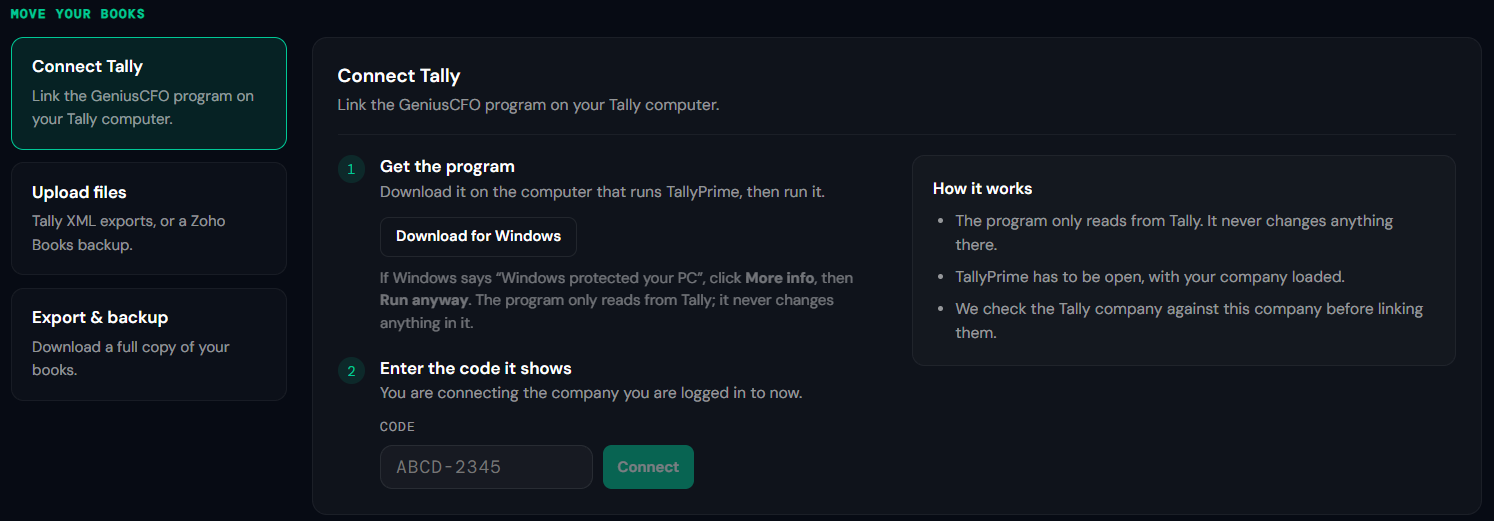 MOVE YOUR BOOKS
Connect Tally
Link the GeniusCFO program on
your Tally computer.
Upload files
Tally XML exports, or a Zoho
Books backup.
Export & backup
Download a full copy of your
books.
Connect Tally
Link the GeniusCFO program on your Tally computer.
1
Get the program
Download it on the computer that runs TallyPrime, then run it.
Download for Windows
If Windows says “Windows protected your PC”, click More info, then
Run anyway. The program only reads from Tally; it never changes
anything in it.
2
Enter the code it shows
You are connecting the company you are logged in to now.
CODE
ABCD-2345
Connect
How it works
• The program only reads from Tally. It never changes anything
there.
• TallyPrime has to be open, with your company loaded.
• We check the Tally company against this company before linking
them.